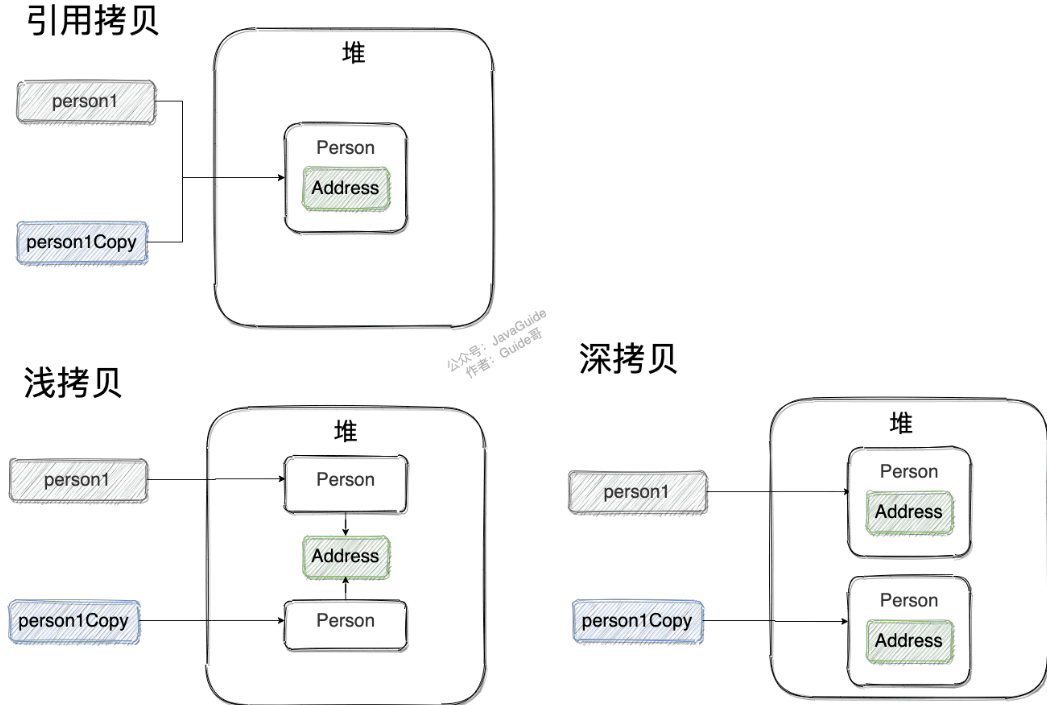 引用拷贝
堆
person1
Person
Address
person1Copy
公众号：JavaGuide
作者：Guide哥
浅拷贝
堆
person1
Person
Address
person1Copy
Person
深拷贝
堆
person1
Person
Address
person1Copy
Person
Address